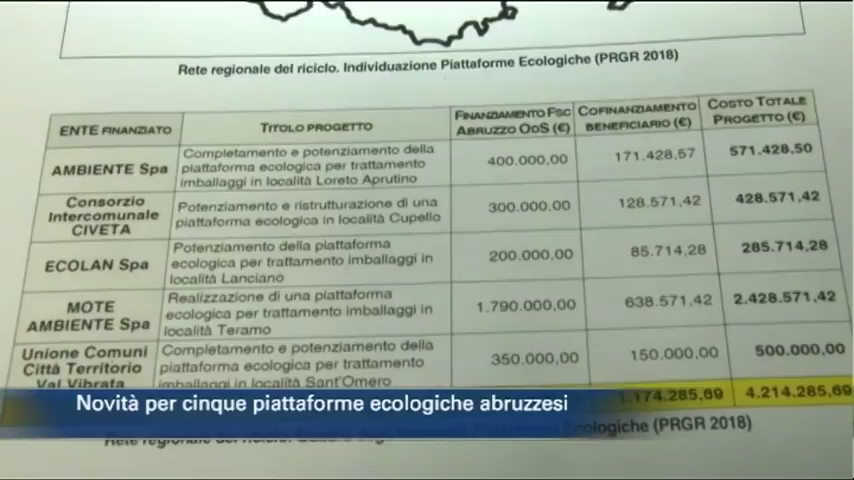 Rete regionale del riciclo. Individuazione Piattaforme Ecologiche (PRGR 2018)
ENTE FINANZIATO TITOLO PROGETTO FINANZIAMENTO FSC ABRUZZO OdS (€) COFINANZIAMENTO BENEFICIARIO (€) COSTO TOTALE PROGETTO (€)
AMBIENTE Spa
Completamento e potenziamento della
piattaforma ecologica per trattamento
imballaggi in località Loreto Aprutino
400.000,00 171.428,57 571.428,50
Consorzio
Intercomunale
CIVETA
Potenziamento e ristrutturazione di una
piattaforma ecologica in località Cupello
300.000,00 128.571,42 428.571,42
ECOLAN Spa
Potenziamento della piattaforma
ecologica per trattamento imballaggi in
località Lanciano
200.000,00 85.714,28 285.714,28
MOTE
AMBIENTE Spa
Realizzazione di una piattaforma
ecologica per trattamento imballaggi in
località Teramo
1.790.000,00 638.571,42 2.428.571,42
Unione Comuni
Città Territorio
Val Vibrata
Completamento e potenziamento della
piattaforma ecologica per trattamento
imballaggi in località Sant'Omero
350.000,00 150.000,00 500.000,00
1.174.285,69 4.214.285,69
Novità per cinque piattaforme ecologiche abruzzesi
Rete regionale del riciclo. Ecologiche (PRGR 2018)